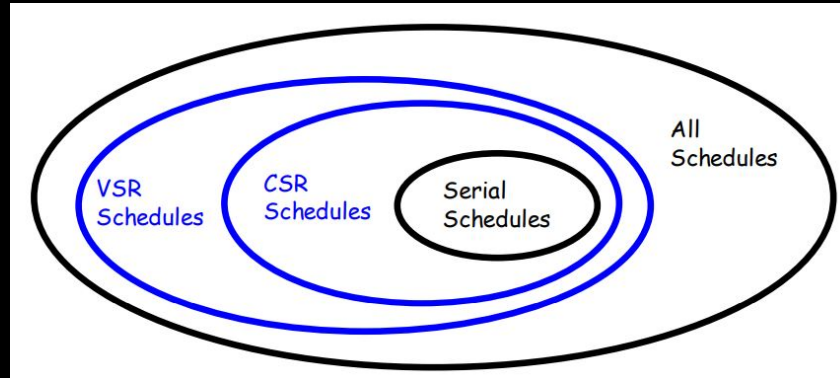 All
Schedules
VSR
Schedules
CSR
Schedules
Serial
Schedules